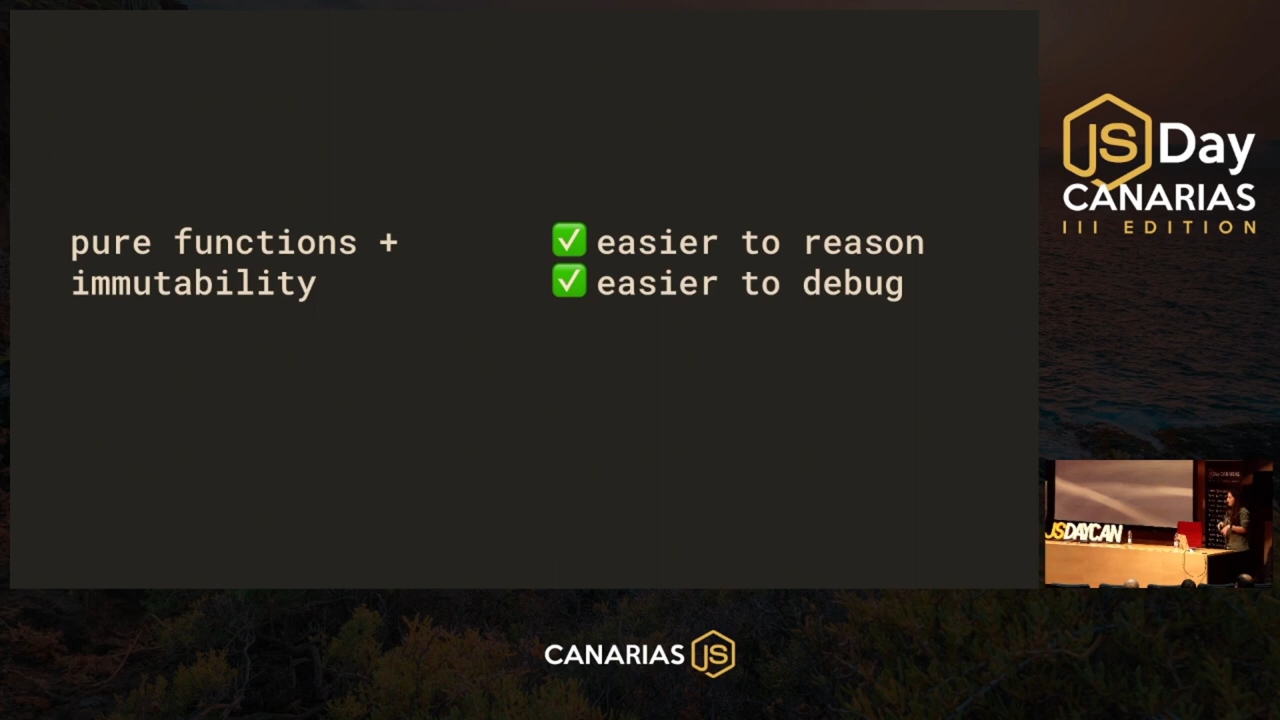 pure functions +
immutability
✅ easier to reason
✅ easier to debug
JS Day
CANARIAS
III EDITION
JSDAYCAN
CANARIAS JS